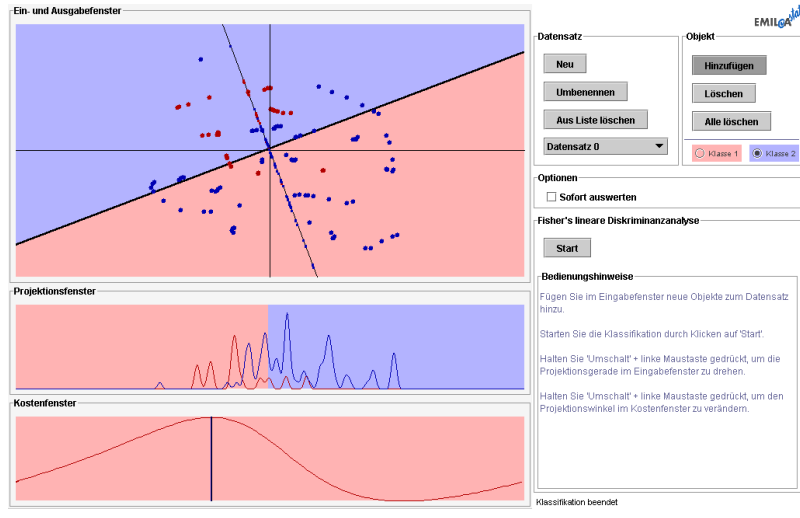 Ein- und Ausgabefenster
EMILeAstat
Datensatz
Neu
Umbenennen
Aus Liste löschen
Datensatz 0
Objekt
Hinzufügen
Löschen
Alle löschen
Klasse 1
Klasse 2
Optionen
Sofort auswerten
Fisher's lineare Diskriminanzanalyse
Start
Bedienungshinweise
Fügen Sie im Eingabefenster neue Objekte zum Datensatz
hinzu.
Starten Sie die Klassifikation durch Klicken auf 'Start'.
Halten Sie 'Umschalt' + linke Maustaste gedrückt, um die
Projektionsgerade im Eingabefenster zu drehen.
Halten Sie 'Umschalt' + linke Maustaste gedrückt, um den
Projektionswinkel im Kostenfenster zu verändern.
Projektionsfenster
Kostenfenster
Klassifikation beendet